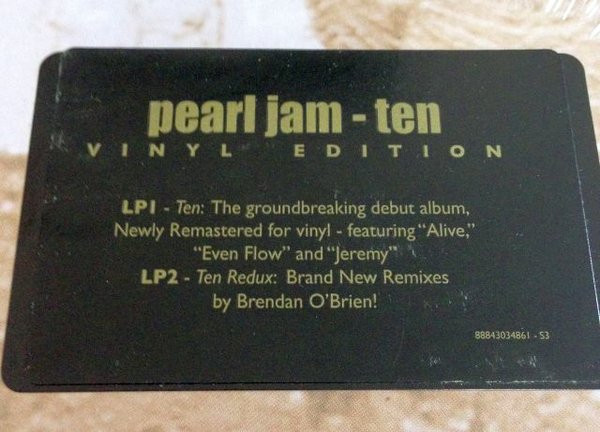 pearl jam - ten
VINYL EDITION
LP1 - Ten: The groundbreaking debut album,
Newly Remastered for vinyl - featuring “Alive,”
“Even Flow” and “Jeremy”
LP2 - Ten Redux: Brand New Remixes
by Brendan O’Brien!
88843034861 - S3